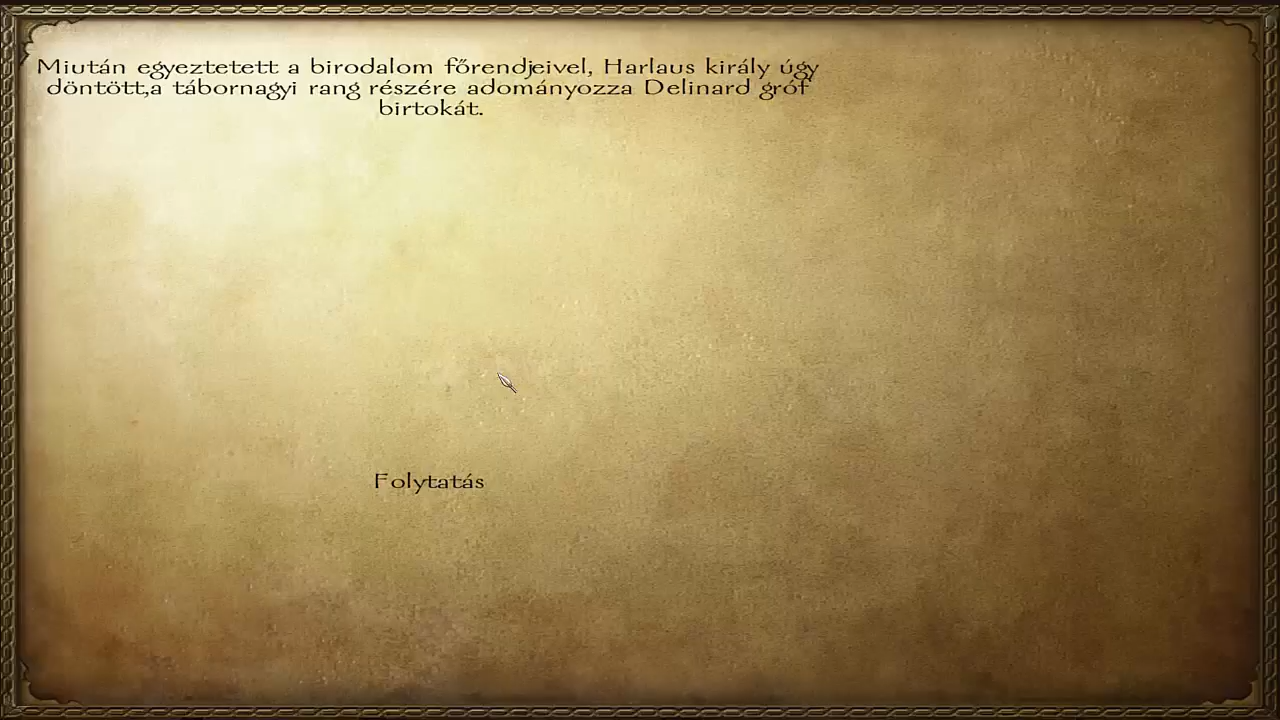 Miután egyeztetett a birodalom főrendjeivel, Harlaus király úgy
döntött,a tábornagyi rang részére adományozza Delinard gróf
birtokát.
Folytatás